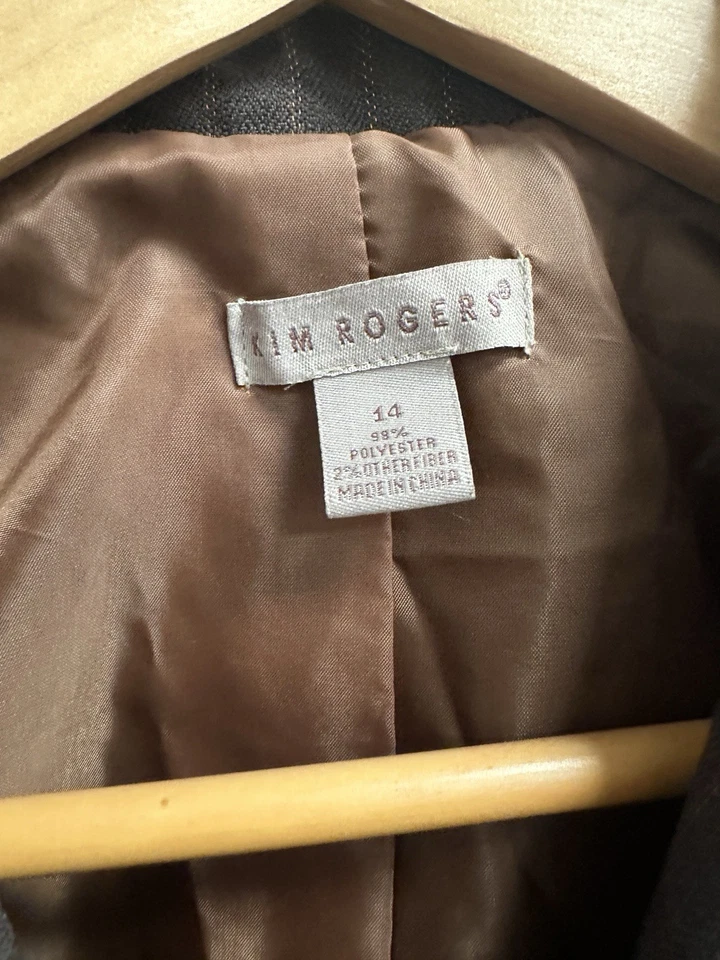 KIM ROGERS®
14
98%
POLYESTER
2% OTHER FIBER
MADE IN CHINA